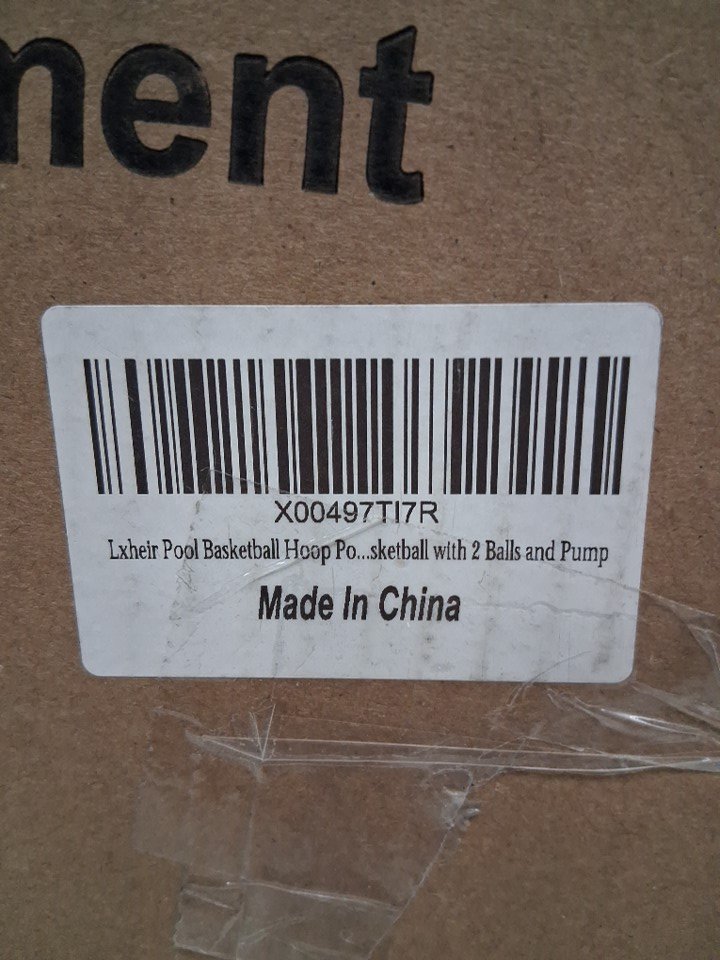 ment
X00497TI7R
Lxheir Pool Basketball Hoop Po...sketball with 2 Balls and Pump
Made In China